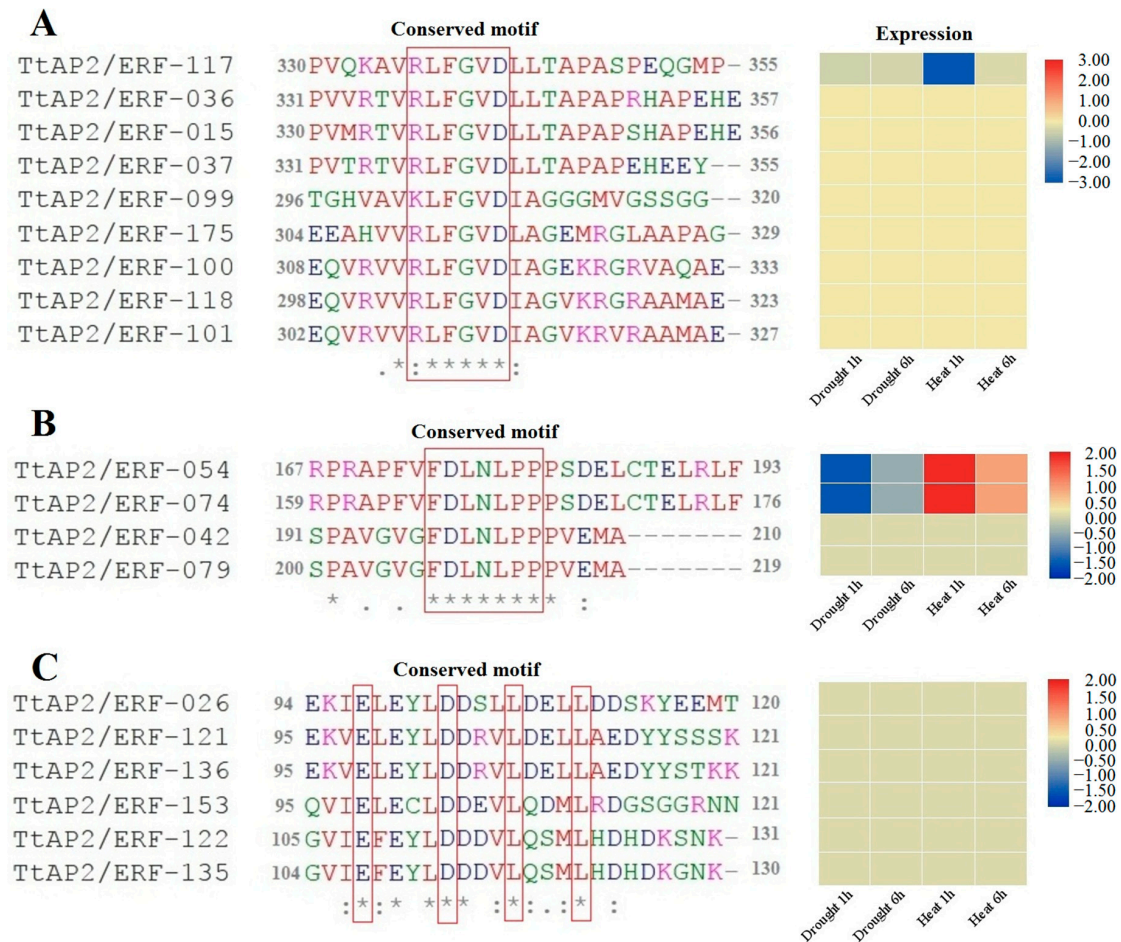 A
Conserved motif
Expression
TtAP2/ERF-117 330 PVQKAVRLFGVDLLTAPASPEQGMP- 355
TtAP2/ERF-036 331 PVVRTVRLFGVDLLTAPAPRHAPEHE 357
TtAP2/ERF-015 330 PVMRTVRLFGVDLLTAPAPSHAPEHE 356
TtAP2/ERF-037 331 PVTRTVRLFGVDLLTAPAPEHEEY-- 355
TtAP2/ERF-099 296 TGHVAVKLFGVDIAGGGMVGSSGG-- 320
TtAP2/ERF-175 304 EEAHVVRLFGVDLAGEMRGLAAPAG- 329
TtAP2/ERF-100 308 EQVRVVRLFGVDIAGEKRGRVAQAE- 333
TtAP2/ERF-118 298 EQVRVVRLFGVDIAGVKRGRAAMAE- 323
TtAP2/ERF-101 302 EQVRVVRLFGVDIAGVKRVRAAMAE- 327
.*:*****:
3.00
2.00
1.00
0.00
−1.00
−2.00
−3.00
Drought 1h
Drought 6h
Heat 1h
Heat 6h
B
Conserved motif
TtAP2/ERF-054 167 RPRAPFVFDLNLPPPSDELCTELRLF 193
TtAP2/ERF-074 159 RPRAPFVFDLNLPPPSDELCTELRLF 176
TtAP2/ERF-042 191 SPAVGVGFDLNLPPPVEMA------- 210
TtAP2/ERF-079 200 SPAVGVGFDLNLPPPVEMA------- 219
* . . ******** :
2.00
1.50
1.00
0.50
0.00
−0.50
−1.00
−1.50
−2.00
Drought 1h
Drought 6h
Heat 1h
Heat 6h
C
Conserved motif
TtAP2/ERF-026 94 EKIELEYLDDSLLDELLDDSKYEEMT 120
TtAP2/ERF-121 95 EKVELEYLDDRVLDELLAEDYYSSSK 121
TtAP2/ERF-136 95 EKVELEYLDDRVLDELLAEDYYSTKK 121
TtAP2/ERF-153 95 QVIELECLDDEVLQDMLRDGSGGRNN 121
TtAP2/ERF-122 105 GVIEFEYLDDDVLQSMLHDHDKSNK- 131
TtAP2/ERF-135 104 GVIEFEYLDDDVLQSMLHDHDKGNK- 130
:*:* *** :*:.:* :
2.00
1.50
1.00
0.50
0.00
−0.50
−1.00
−1.50
−2.00
Drought 1h
Drought 6h
Heat 1h
Heat 6h